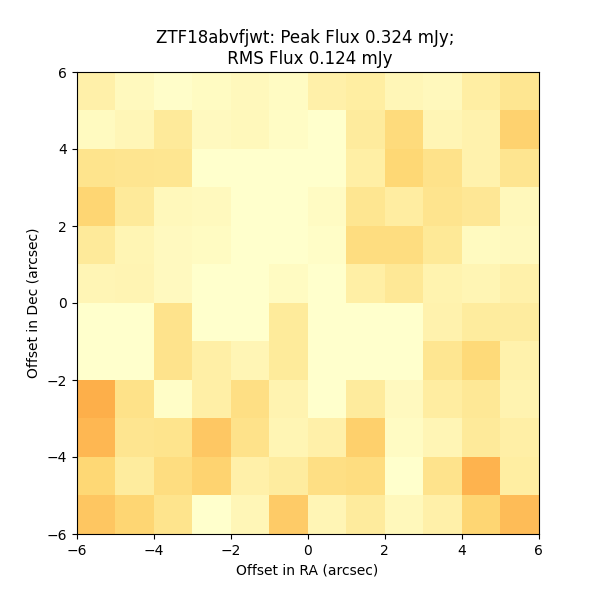 ZTF18abvfjwt: Peak Flux 0.324 mJy;
RMS Flux 0.124 mJy
6
4
2
0
−2
−4
−6
Offset in Dec (arcsec)
−6 −4 −2 0 2 4 6
Offset in RA (arcsec)